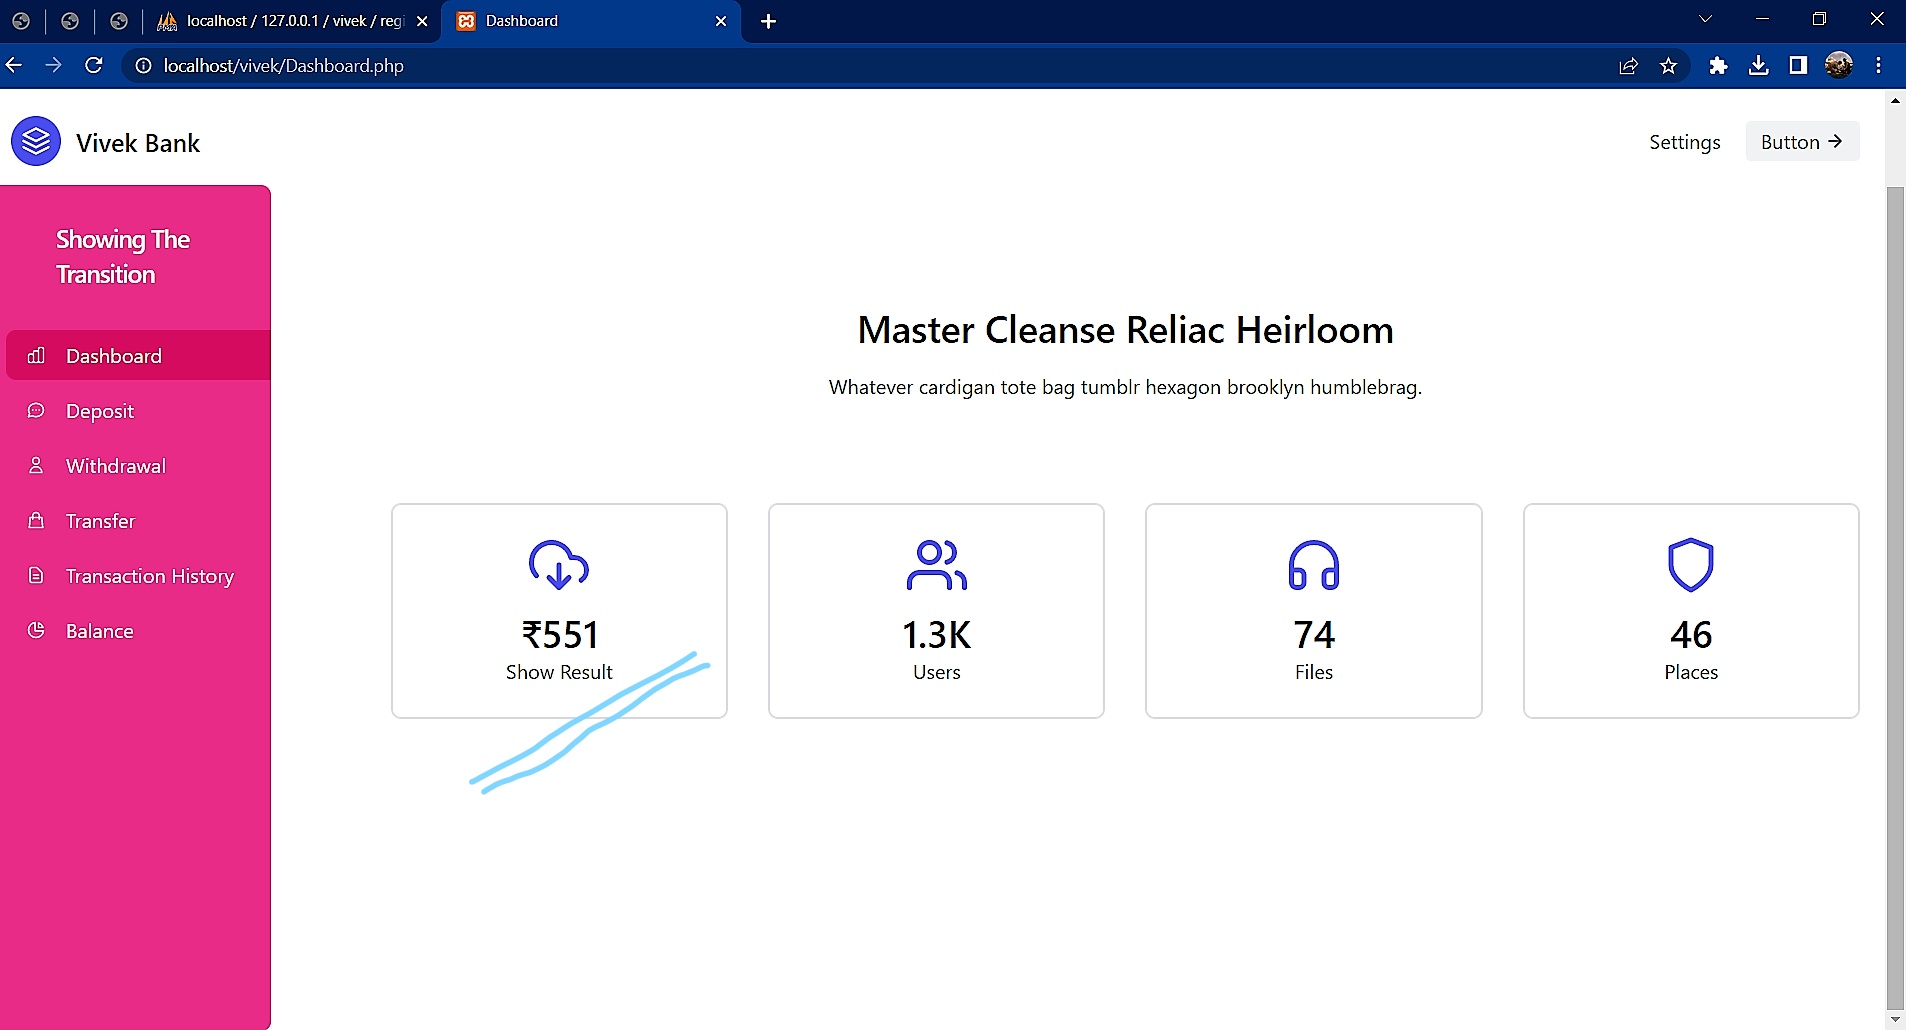 localhost / 127.0.0.1 / vivek / regi
Dashboard
localhost/vivek/Dashboard.php
Vivek Bank
Settings
Button →
Showing The
Transition
Dashboard
Deposit
Withdrawal
Transfer
Transaction History
Balance
Master Cleanse Reliac Heirloom
Whatever cardigan tote bag tumblr hexagon brooklyn humblebrag.
₹551
Show Result
1.3K
Users
74
Files
46
Places